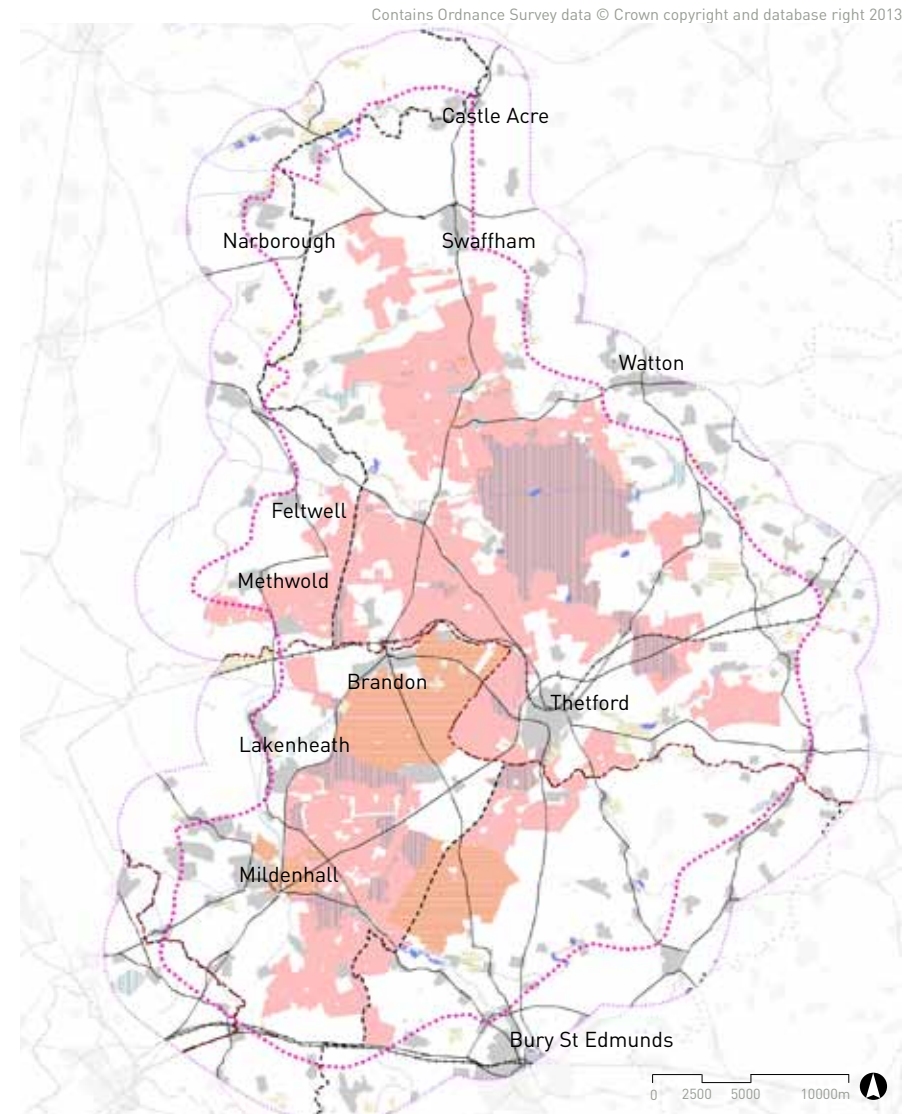 Contains Ordnance Survey data © Crown copyright and database right 2013
Castle Acre
Narborough
Swaffham
Watton
Feltwell
Methwold
Brandon
Thetford
Lakenheath
Mildenhall
Bury St Edmunds
0 2500 5000 10000m